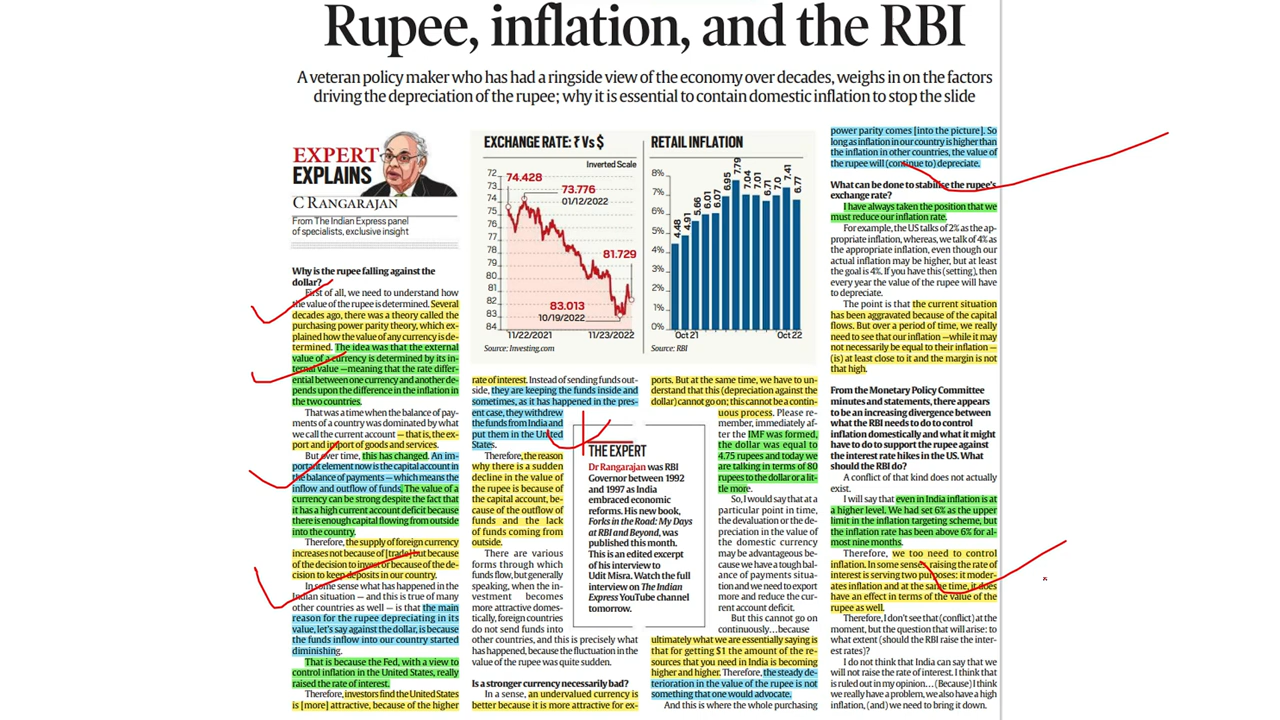 Rupee, inflation, and the RBI
A veteran policy maker who has had a ringside view of the economy over decades, weighs in on the factors
driving the depreciation of the rupee; why it is essential to contain domestic inflation to stop the slide
EXPERT
EXPLAINS
C RANGARAJAN
From The Indian Express panel
of specialists, exclusive insight
Why is the rupee falling against the
dollar?
First of all, we need to understand how
the value of the rupee is determined. Several
decades ago, there was a theory called the
purchasing power parity theory, which ex-
plained how the value of any currency is de-
termined. The idea was that the external
value of a currency is determined by its in-
ternal value — meaning that the rate differ-
ential between one currency and another de-
pends upon the difference in the inflation in
the two countries.
That was a time when the balance of pay-
ments of a country was dominated by what
we call the current account — that is, the ex-
port and import of goods and services.
But over time, this has changed. An im-
portant element now is the capital account in
the balance of payments — which means the
inflow and outflow of funds. The value of a
currency can be strong despite the fact that
it has a high current account deficit because
there is enough capital flowing from outside
into the country.
Therefore, the supply of foreign currency
increases not because of [trade] but because
of the decision to invest or because of the de-
cision to keep deposits in our country.
In some sense what has happened in the
Indian situation — and this is true of many
other countries as well — is that the main
reason for the rupee depreciating in its
value, let's say against the dollar, is because
the funds inflow into our country started
diminishing.
That is because the Fed, with a view to
control inflation in the United States, really
raised the rate of interest.
Therefore, investors find the United States
is [more] attractive, because of the higher
EXCHANGE RATE: ₹ Vs $
Inverted Scale
72
73
74
75
76
77
78
79
80
81
82
83
84
74.428
73.776
01/12/2022
81.729
83.013
10/19/2022
11/22/2021
11/23/2022
Source: Investing.com
RETAIL INFLATION
8%
7%
6%
5%
4%
3%
2%
1%
0%
4.48
4.91
5.66
6.01
6.07
6.95
7.79
7.04
7.01
6.71
7.0
7.41
6.77
Oct 21
Oct 22
Source: RBI
rate of interest. Instead of sending funds out-
side, they are keeping the funds inside and
sometimes, as it has happened in the pres-
ent case, they withdrew
the funds from India and
put them in the United
States.
Therefore, the reason
why there is a sudden
decline in the value of
the rupee is because of
the capital account, be-
cause of the outflow of
funds and the lack
of funds coming from
outside.
There are various
forms through which
funds flow, but generally
speaking, when the in-
vestment becomes
more attractive domes-
tically, foreign countries
do not send funds into
other countries, and this is precisely what
has happened, because the fluctuation in the
value of the rupee was quite sudden.
Is a stronger currency necessarily bad?
In a sense, an undervalued currency is
better because it is more attractive for ex-
THE EXPERT
Dr Rangarajan was RBI
Governor between 1992
and 1997 as India
embraced economic
reforms. His new book,
Forks in the Road: My Days
at RBI and Beyond, was
published this month.
This is an edited excerpt
of his interview to
Udit Misra. Watch the full
interview on The Indian
Express YouTube channel
tomorrow.
ports. But at the same time, we have to un-
derstand that this (depreciation against the
dollar) cannot go on; this cannot be a contin-
uous process. Please re-
member, immediately af-
ter the IMF was formed,
the dollar was equal to
4.75 rupees and today we
are talking in terms of 80
rupees to the dollar or a lit-
tle more.
So, I would say that at a
particular point in time,
the devaluation or the de-
preciation in the value of
the domestic currency
may be advantageous be-
cause we have a tough bal-
ance of payments situa-
tion and we need to export
more and reduce the cur-
rent account deficit.
But this cannot go on
continuously…because
ultimately what we are essentially saying is
that for getting $1 the amount of the re-
sources that you need in India is becoming
higher and higher. Therefore, the steady de-
terioration in the value of the rupee is not
something that one would advocate.
And this is where the whole purchasing
power parity comes [into the picture]. So
long as inflation in our country is higher than
the inflation in other countries, the value of
the rupee will (continue to) depreciate.
What can be done to stabilise the rupee's
exchange rate?
I have always taken the position that we
must reduce our inflation rate.
For example, the US talks of 2% as the ap-
propriate inflation, whereas, we talk of 4% as
the appropriate inflation, even though our
actual inflation may be higher, but at least
the goal is 4%. If you have this (setting), then
every year the value of the rupee will have
to depreciate.
The point is that the current situation
has been aggravated because of the capital
flows. But over a period of time, we really
need to see that our inflation — while it may
not necessarily be equal to their inflation —
(is) at least close to it and the margin is not
that high.
From the Monetary Policy Committee
minutes and statements, there appears
to be an increasing divergence between
what the RBI needs to do to control
inflation domestically and what it might
have to do to support the rupee against
the interest rate hikes in the US. What
should the RBI do?
A conflict of that kind does not actually
exist.
I will say that even in India inflation is at
a higher level. We had set 6% as the upper
limit in the inflation targeting scheme, but
the inflation rate has been above 6% for al-
most nine months.
Therefore, we too need to control
inflation. In some sense, raising the rate of
interest is serving two purposes: it moder-
ates inflation and at the same time, it does
have an effect in terms of the value of the
rupee as well.
Therefore, I don't see that (conflict) at the
moment, but the question that will arise: to
what extent (should the RBI raise the inter-
est rates)?
I do not think that India can say that we
will not raise the rate of interest. I think that
is ruled out in my opinion… (Because) I think
we really have a problem, we also have a high
inflation, (and) we need to bring it down.